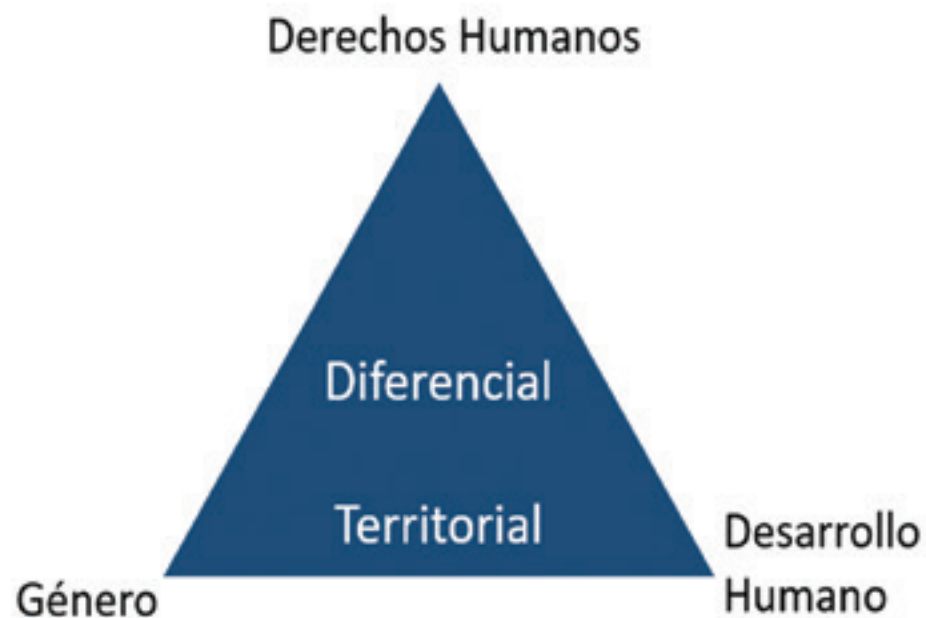 Derechos Humanos
Diferencial
Territorial
Género
Desarrollo
Humano